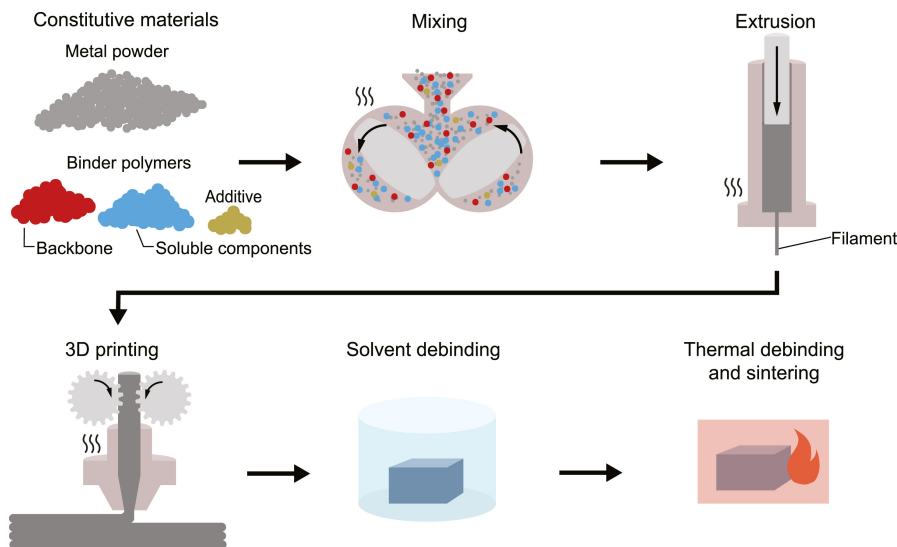 Constitutive materials
Metal powder
Binder polymers
Additive
Backbone
Soluble components
Mixing
Extrusion
Filament
3D printing
Solvent debinding
Thermal debinding
and sintering